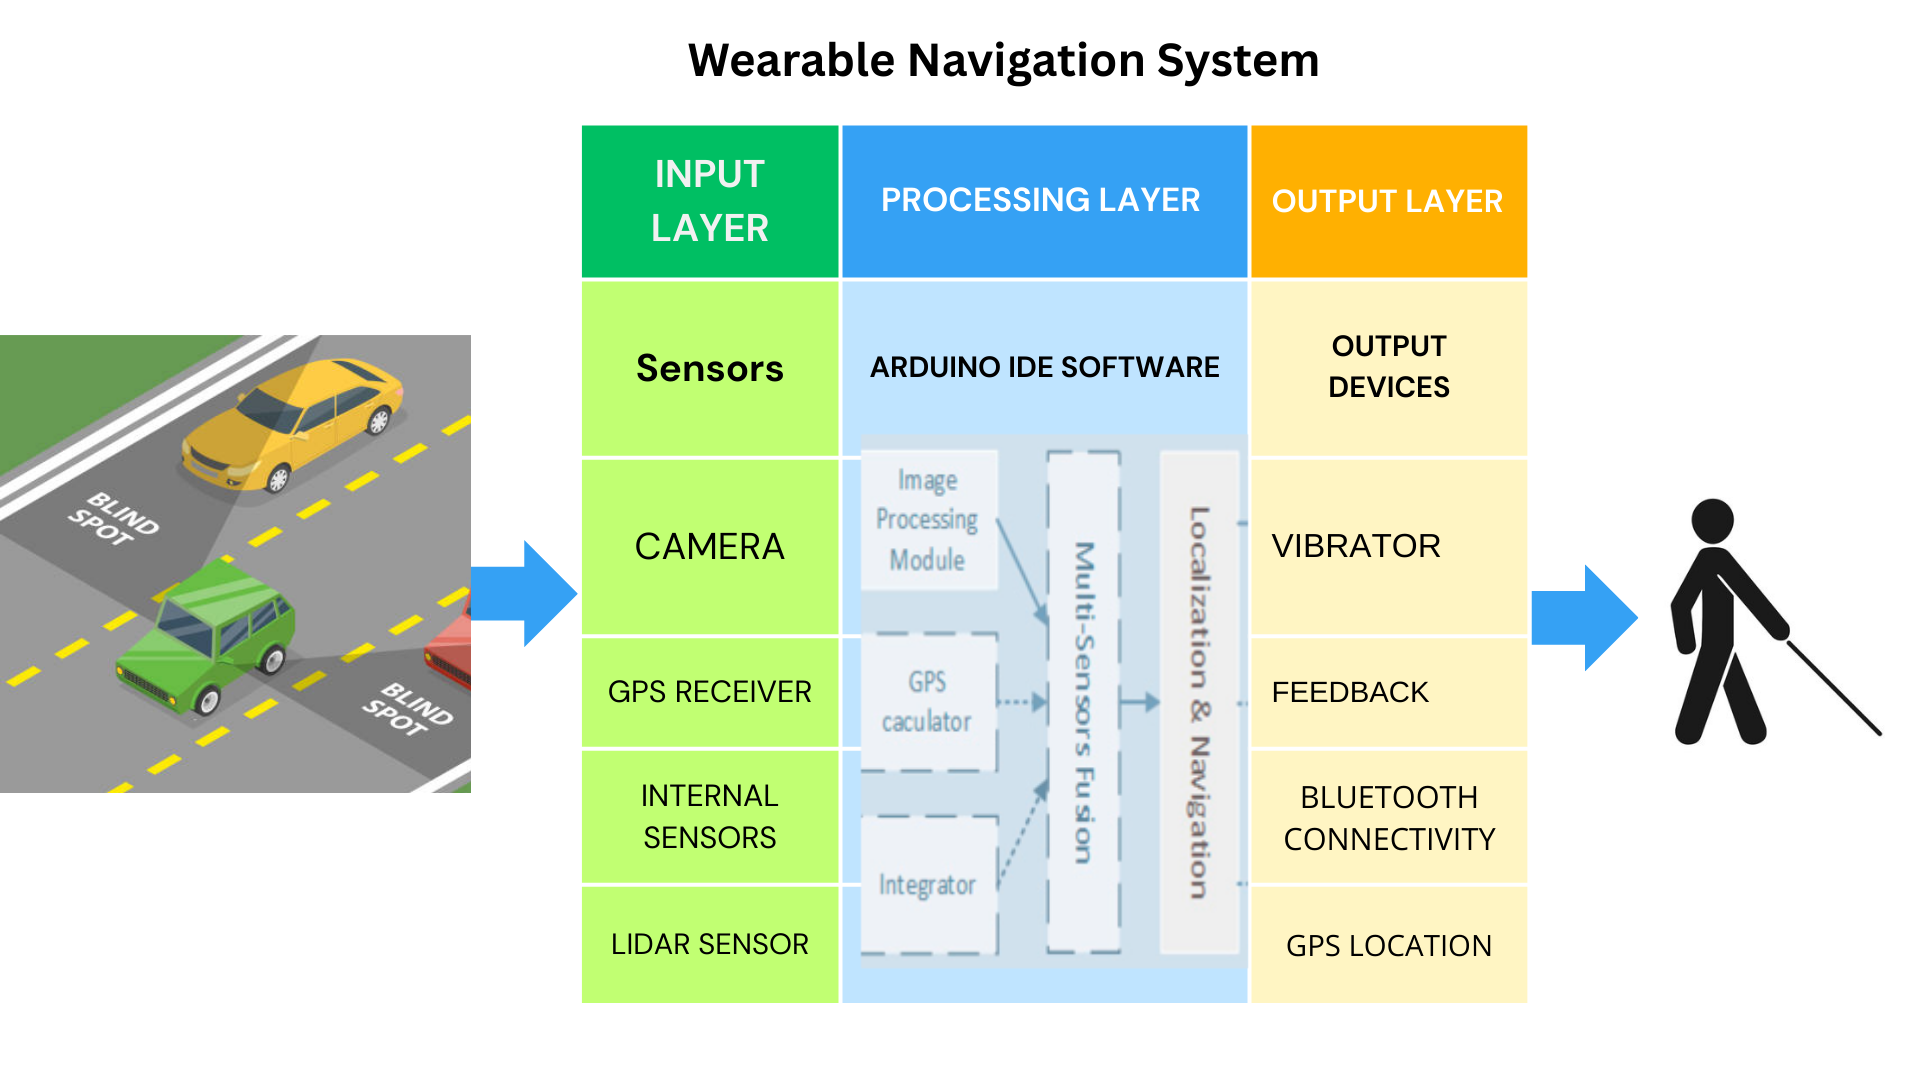 Wearable Navigation System
INPUT
LAYER
PROCESSING LAYER
OUTPUT LAYER
Sensors
ARDUINO IDE SOFTWARE
OUTPUT
DEVICES
CAMERA
GPS RECEIVER
INTERNAL
SENSORS
LIDAR SENSOR
Image
Processing
Module
GPS
caculator
Integrator
Multi-Sensors Fusion
Localization & Navigation
VIBRATOR
FEEDBACK
BLUETOOTH
CONNECTIVITY
GPS LOCATION
BLIND
SPOT
BLIND
SPOT